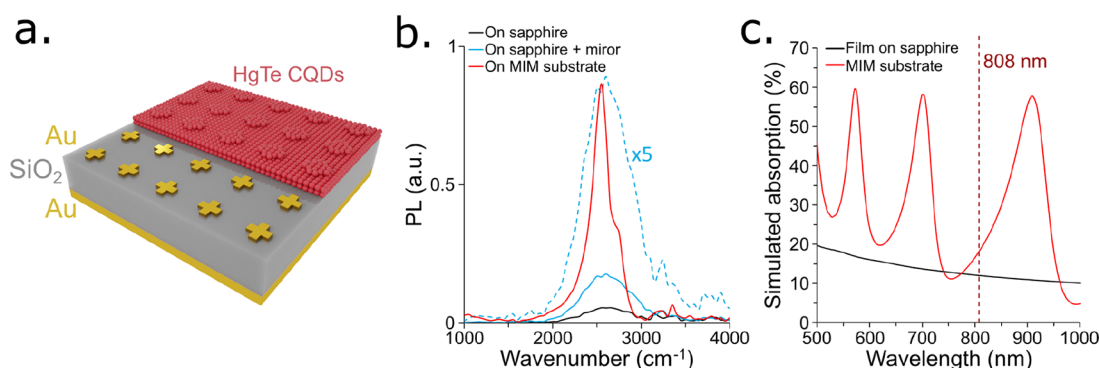 a.
HgTe CQDs
Au
SiO2
Au
b.
On sapphire
On sapphire + miror
On MIM substrate
x5
1
0.5
0
PL (a.u.)
1000 2000 3000 4000
Wavenumber (cm-1)
c.
Film on sapphire
MIM substrate
808 nm
70
60
50
40
30
20
10
0
Simulated absorption (%)
500 600 700 800 900 1000
Wavelength (nm)